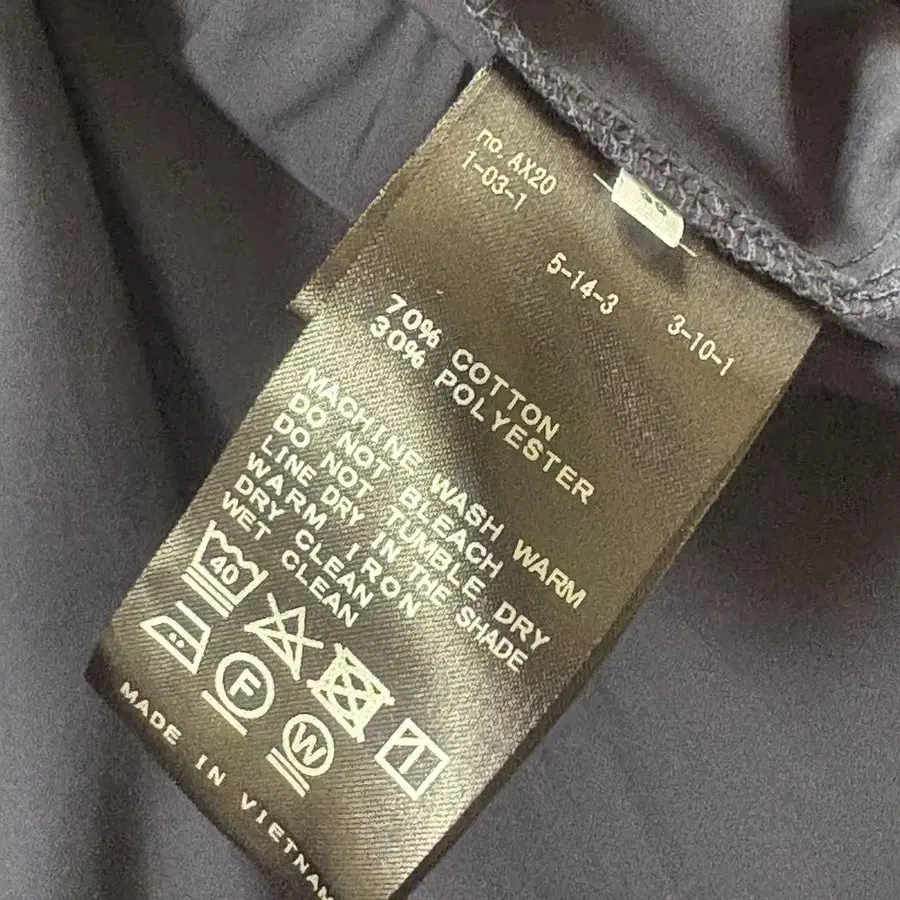 no. AX20
1-03-1
5-14-3
3-10-1
70% COTTON
30% POLYESTER
MACHINE WASH WARM
DO NOT BLEACH
DO NOT TUMBLE DRY
LINE DRY IN THE SHADE
WARM IRON
DRY CLEAN
WET CLEAN
40
F
W
MADE IN VIETNAM